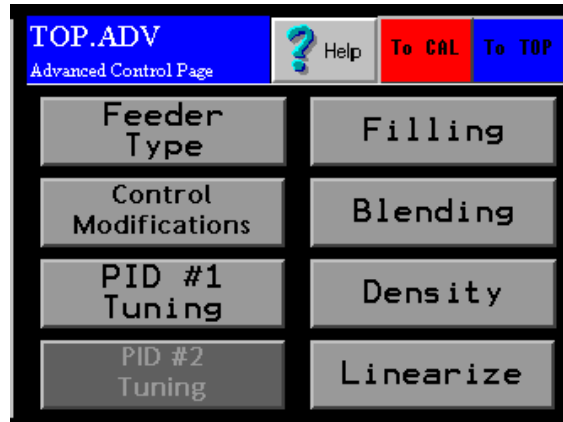 TOP.ADV
Advanced Control Page
Help
To CAL
To TOP
Feeder
Type
Filling
Control
Modifications
Blending
PID #1
Tuning
Density
PID #2
Tuning
Linearize